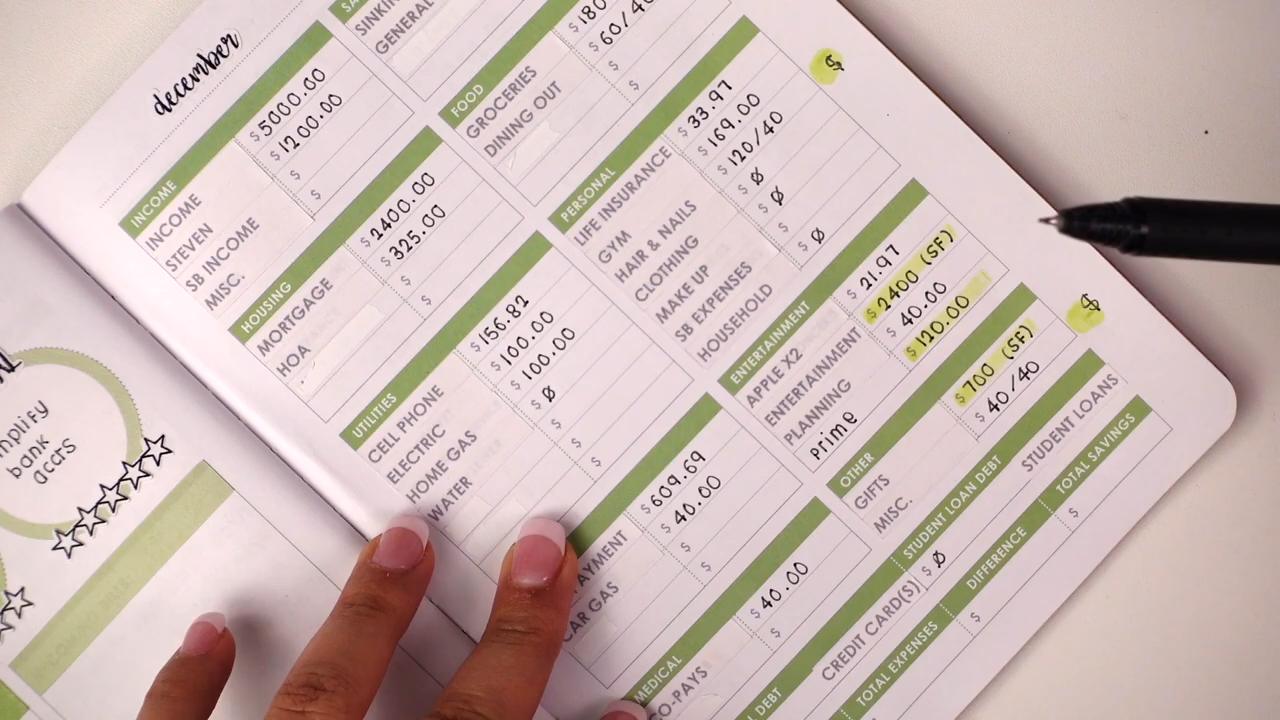 december
INCOME
INCOME $5000.00
STEVEN $1200.00
SB INCOME $
MISC. $
HOUSING
MORTGAGE $2400.00
HOA $325.00
$
$
UTILITIES
CELL PHONE $156.82
ELECTRIC $100.00
HOME GAS $100.00
WATER $Ø
$
$
$
SINKING
GENERAL
FOOD
GROCERIES
DINING OUT $60/40
$
$
PERSONAL
LIFE INSURANCE $33.97
GYM $169.00
HAIR & NAILS $120/40
CLOTHING $Ø
MAKE UP $Ø
SB EXPENSES $
HOUSEHOLD $Ø
ENTERTAINMENT
APPLE X2 $21.97
ENTERTAINMENT $2400 (SF)
PLANNING $40.00
prime $120.00
OTHER
GIFTS $700 (SF)
MISC. $40/40
$609.69
CAR GAS $40.00
$
$
MEDICAL
CO-PAYS $40.00
$
DEBT
CREDIT CARD(S) $Ø
STUDENT LOAN DEBT
STUDENT LOANS
TOTAL EXPENSES
DIFFERENCE
$
TOTAL SAVINGS
$
$
$
bank
accts